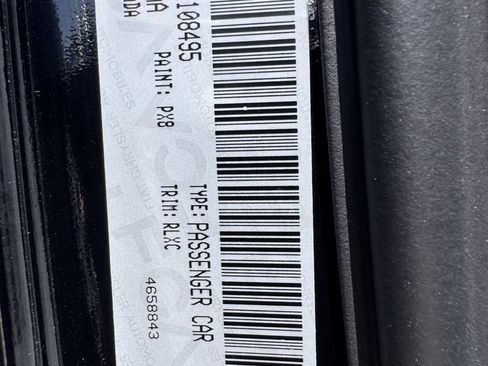 108495 TYPE: PASSENGER CAR
PAINT: PX8 TRIM: RLXC
4658843